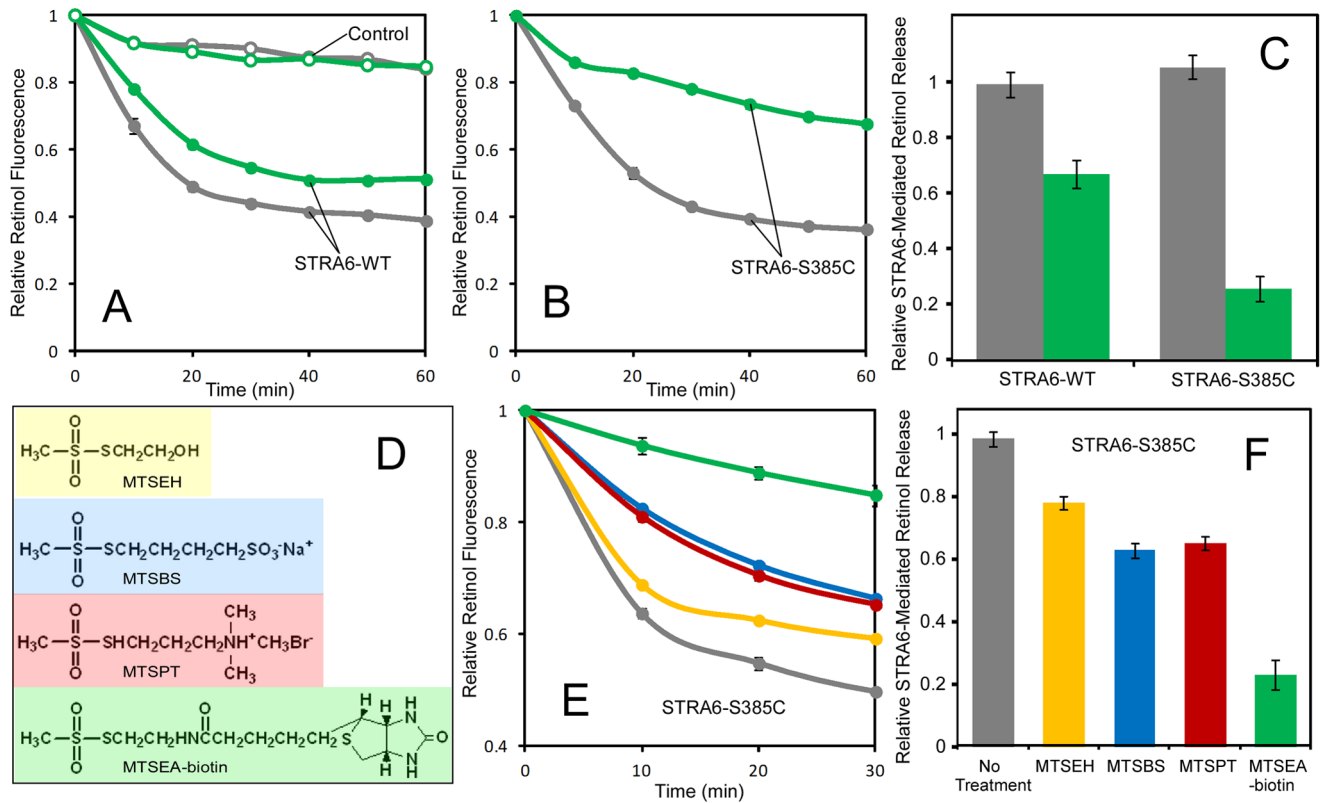 Relative Retinol Fluorescence
1
0.8
0.6
0.4
0.2
1
0
20
40
60
Time (min)
Control
STRA6-WT
A
Relative Retinol Fluorescence
1
0.8
0.6
0.4
0.2
1
0
20
40
60
Time (min)
STRA6-S385C
B
Relative STRA6-Mediated Retinol Release
1
0.8
0.6
0.4
0.2
0
STRA6-WT
STRA6-S385C
C
D
O
H3C-S-SCH2CH2OH
O
MTSEH
O
H3C-S-SCH2CH2CH2CH2SO3-Na+
O
MTSBS
O
CH3
H3C-S-SHCH2CH2CH2NH+CH3Br-
O
CH3
MTSPT
O
O
H
H
HN
H3C-S-SCH2CH2HNCCH2CH2CH2CH2
S
O
O
H
HN
MTSEA-biotin
Relative Retinol Fluorescence
1
0.8
0.6
0.4
0
10
20
30
Time (min)
STRA6-S385C
E
Relative STRA6-Mediated Retinol Release
1
0.8
0.6
0.4
0.2
0
STRA6-S385C
F
No
Treatment
MTSEH
MTSBS
MTSPT
MTSEA
-biotin